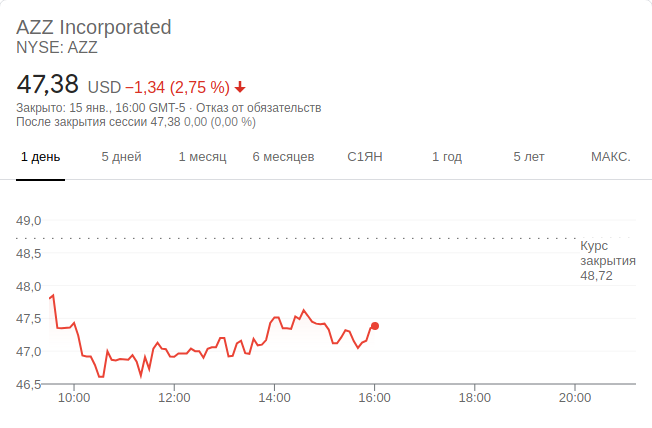 AZZ Incorporated
NYSE: AZZ
47,38 USD −1,34 (2,75 %)
Закрыто: 15 янв., 16:00 GMT-5 · Отказ от обязательств
После закрытия сессии 47,38 0,00 (0,00 %)
1 день 5 дней 1 месяц 6 месяцев С1ЯН 1 год 5 лет МАКС.
49,0
Курс
закрытия
48,72
48,5
48,0
47,5
47,0
46,5
10:00 12:00 14:00 16:00 18:00 20:00